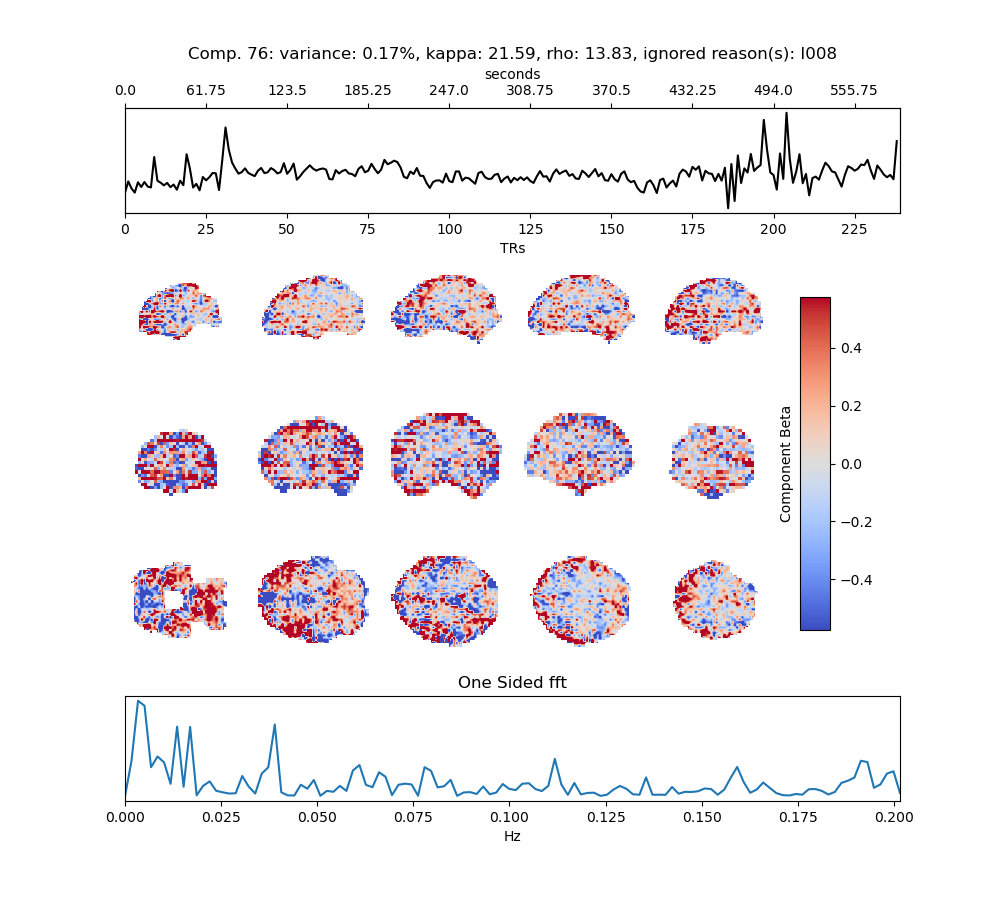 Comp. 76: variance: 0.17%, kappa: 21.59, rho: 13.83, ignored reason(s): I008
seconds
0.0 61.75 123.5 185.25 247.0 308.75 370.5 432.25 494.0 555.75
0 25 50 75 100 125 150 175 200 225
TRs
0.4
0.2
0.0
−0.2
−0.4
Component Beta
One Sided fft
0.000 0.025 0.050 0.075 0.100 0.125 0.150 0.175 0.200
Hz